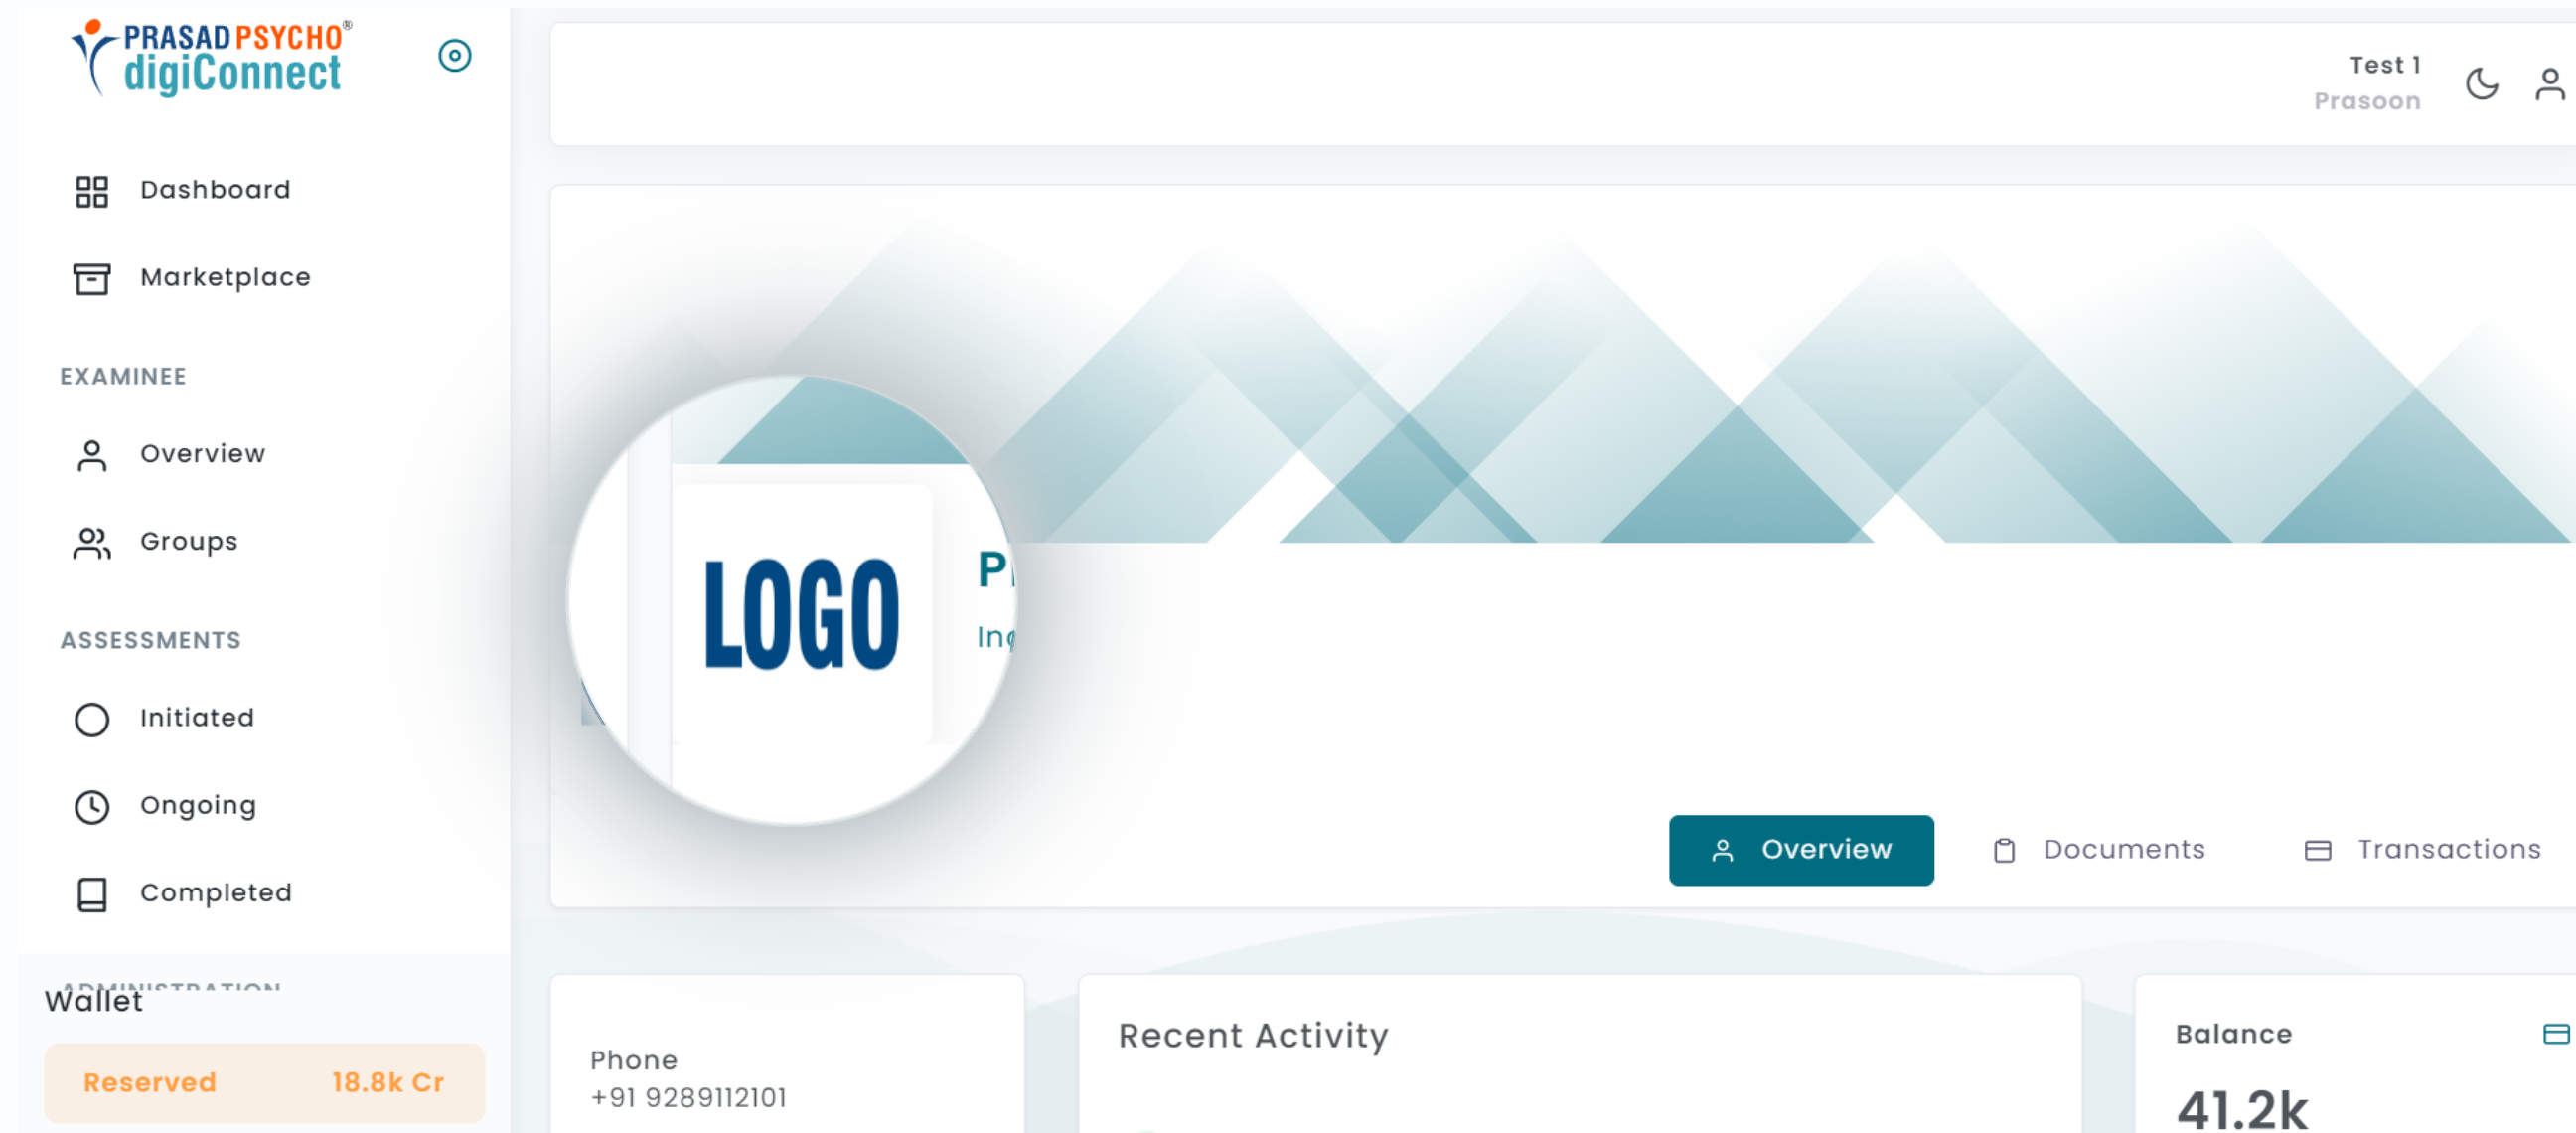 PRASAD PSYCHO®
digiConnect
Dashboard
Marketplace
EXAMINEE
Overview
Groups
ASSESSMENTS
Initiated
Ongoing
Completed
ADMINISTRATION
Wallet
Reserved 18.8k Cr
Test 1
Prasoon
LOGO
Overview Documents Transactions
Phone
+91 9289112101
Recent Activity
Balance
41.2k